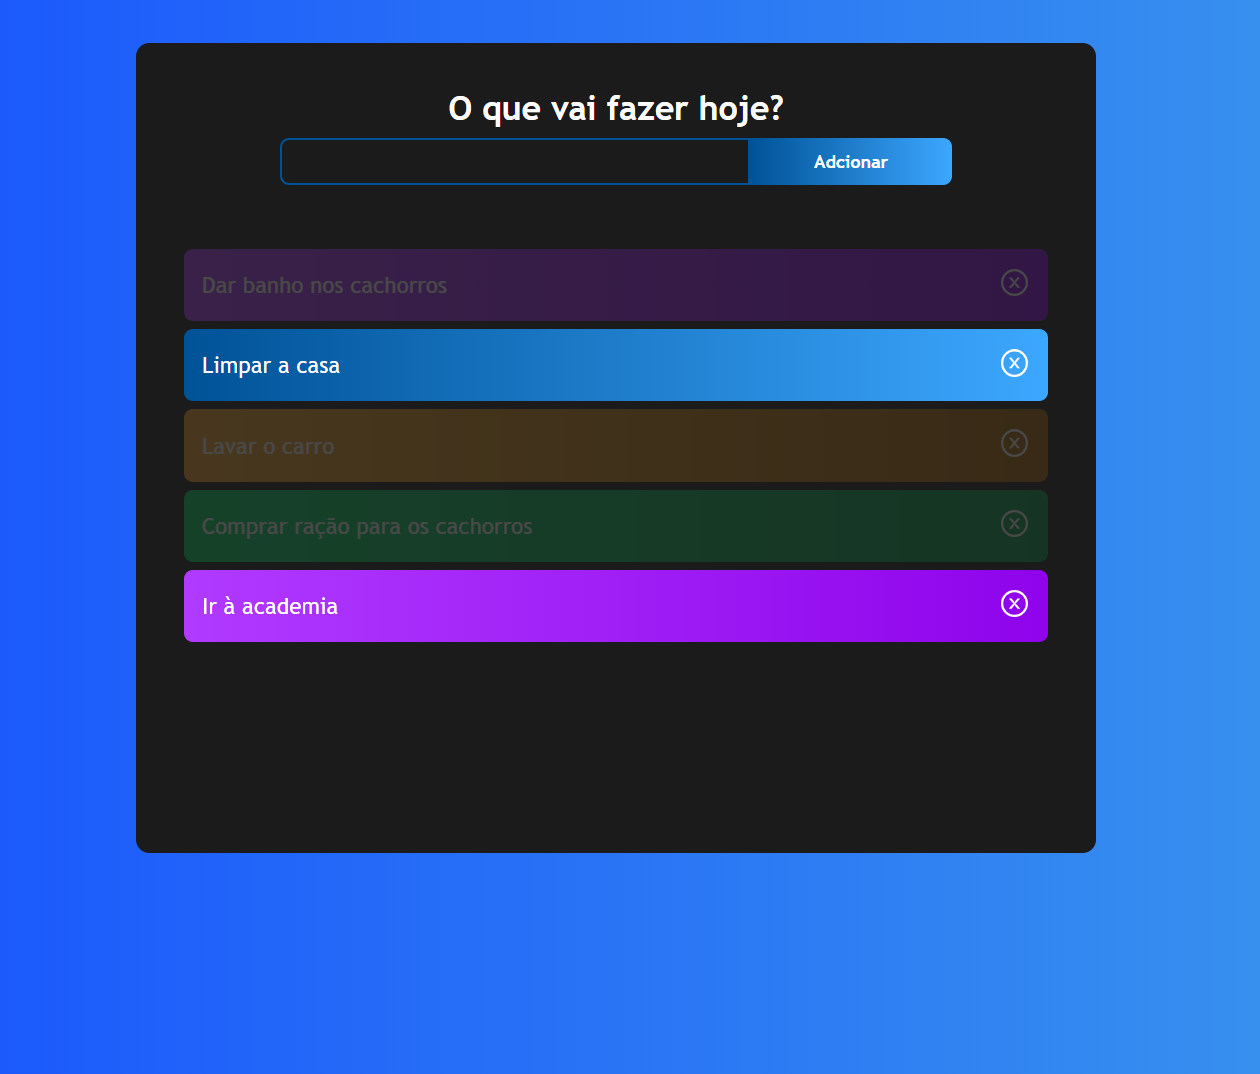 O que vai fazer hoje?
Adcionar
Dar banho nos cachorros
Limpar a casa
Lavar o carro
Comprar ração para os cachorros
Ir à academia